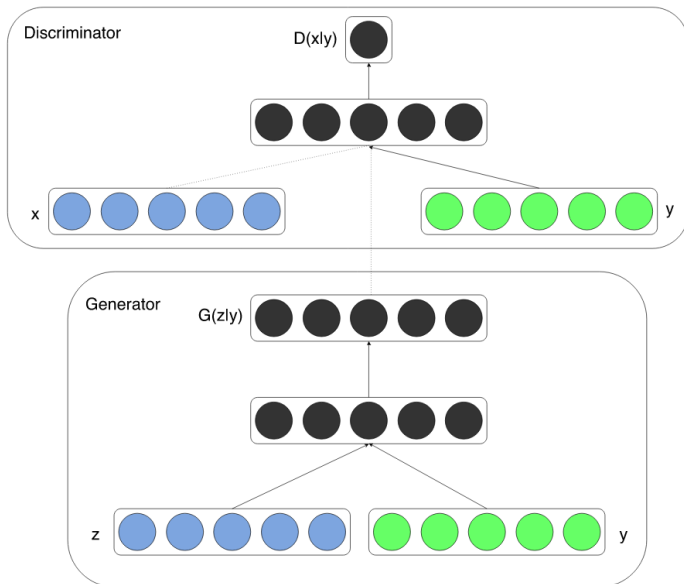 Discriminator
D(x|y)
x
y
Generator
G(z|y)
z
y